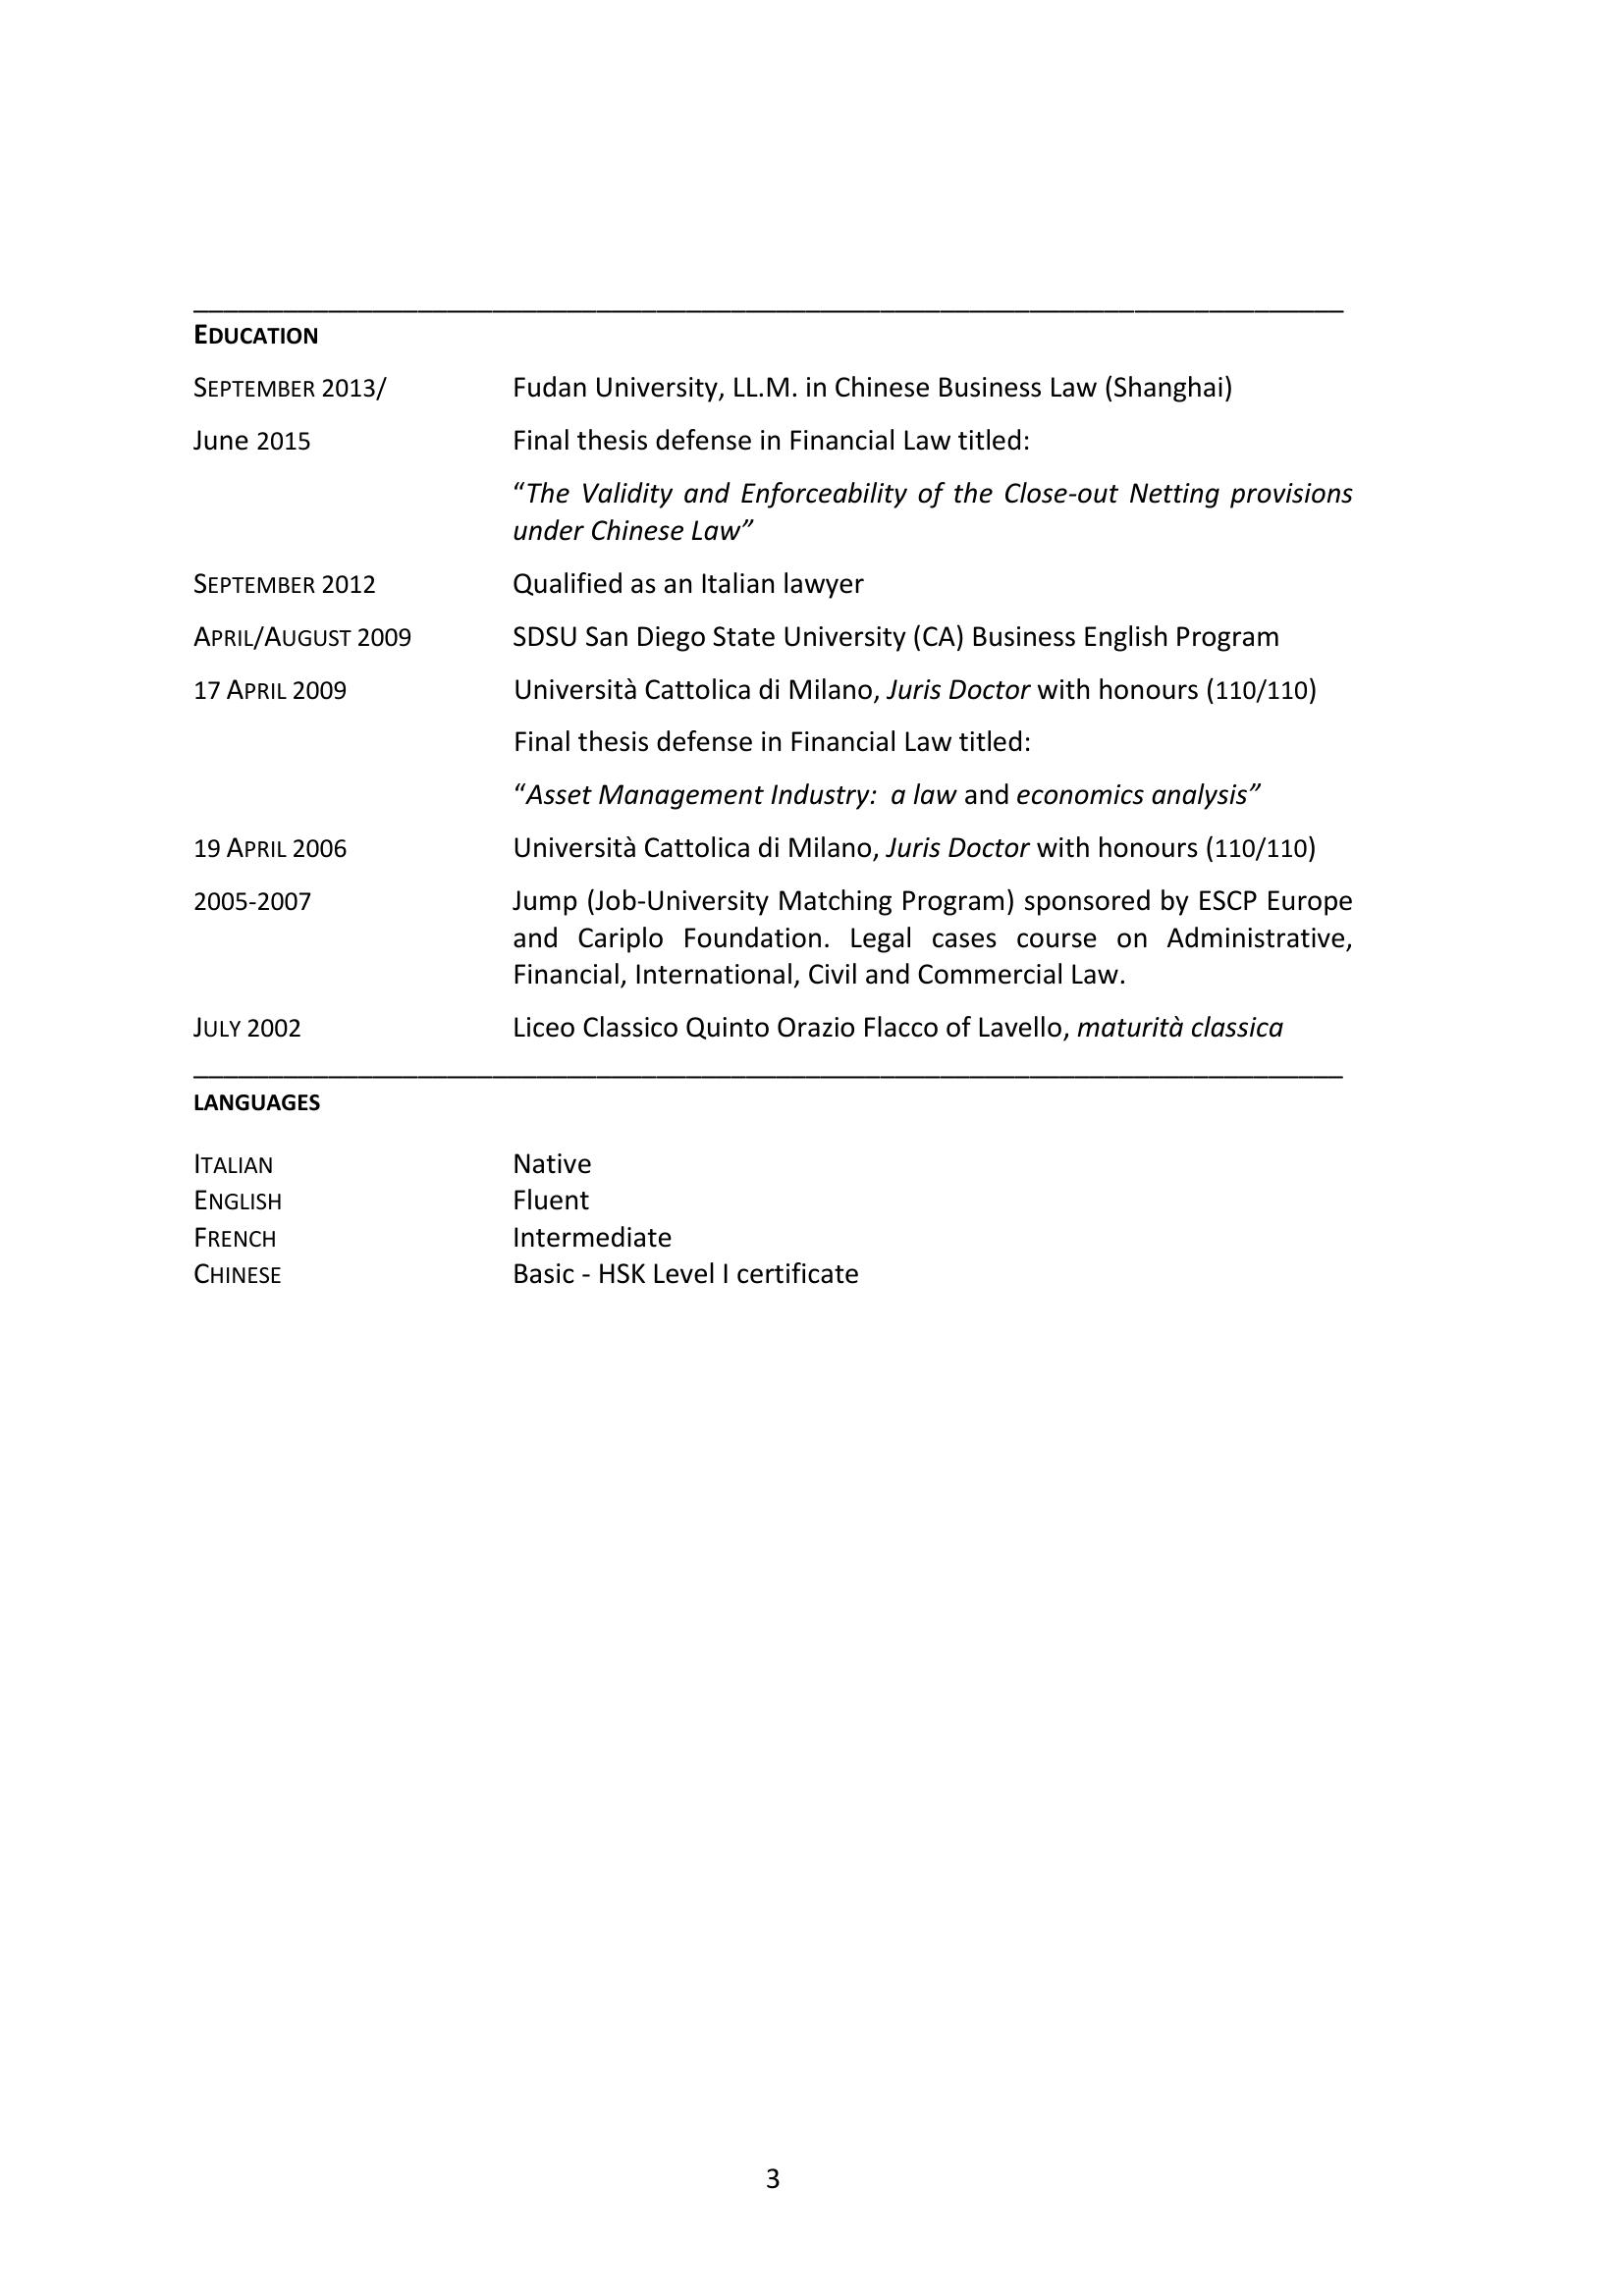 EDUCATION
SEPTEMBER 2013/ Fudan University, LL.M. in Chinese Business Law (Shanghai)
June 2015 Final thesis defense in Financial Law titled:
“The Validity and Enforceability of the Close-out Netting provisions
under Chinese Law”
SEPTEMBER 2012 Qualified as an Italian lawyer
APRIL/AUGUST 2009 SDSU San Diego State University (CA) Business English Program
17 APRIL 2009 Università Cattolica di Milano, Juris Doctor with honours (110/110)
Final thesis defense in Financial Law titled:
“Asset Management Industry: a law and economics analysis”
19 APRIL 2006 Università Cattolica di Milano, Juris Doctor with honours (110/110)
2005-2007 Jump (Job-University Matching Program) sponsored by ESCP Europe
and Cariplo Foundation. Legal cases course on Administrative,
Financial, International, Civil and Commercial Law.
JULY 2002 Liceo Classico Quinto Orazio Flacco of Lavello, maturità classica
LANGUAGES
ITALIAN Native
ENGLISH Fluent
FRENCH Intermediate
CHINESE Basic - HSK Level I certificate
3